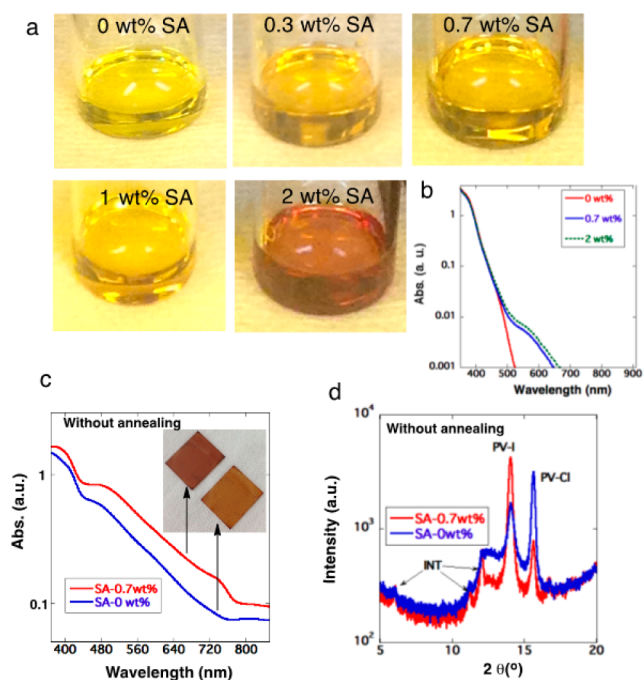 a
0 wt% SA
0.3 wt% SA
0.7 wt% SA
1 wt% SA
2 wt% SA
b
Abs. (a. u.)
1
0.1
0.01
0.001
0 wt%
0.7 wt%
2 wt%
400 500 600 700 800 900
Wavelength (nm)
c
Without annealing
Abs. (a.u.)
1
0.1
SA-0.7wt%
SA-0 wt%
400 480 560 640 720 800
Wavelength (nm)
d
Without annealing
Intensity (a.u.)
10⁴
10³
10²
PV-I
PV-Cl
SA-0.7wt%
SA-0wt%
INT
5 10 15 20
2 θ(º)